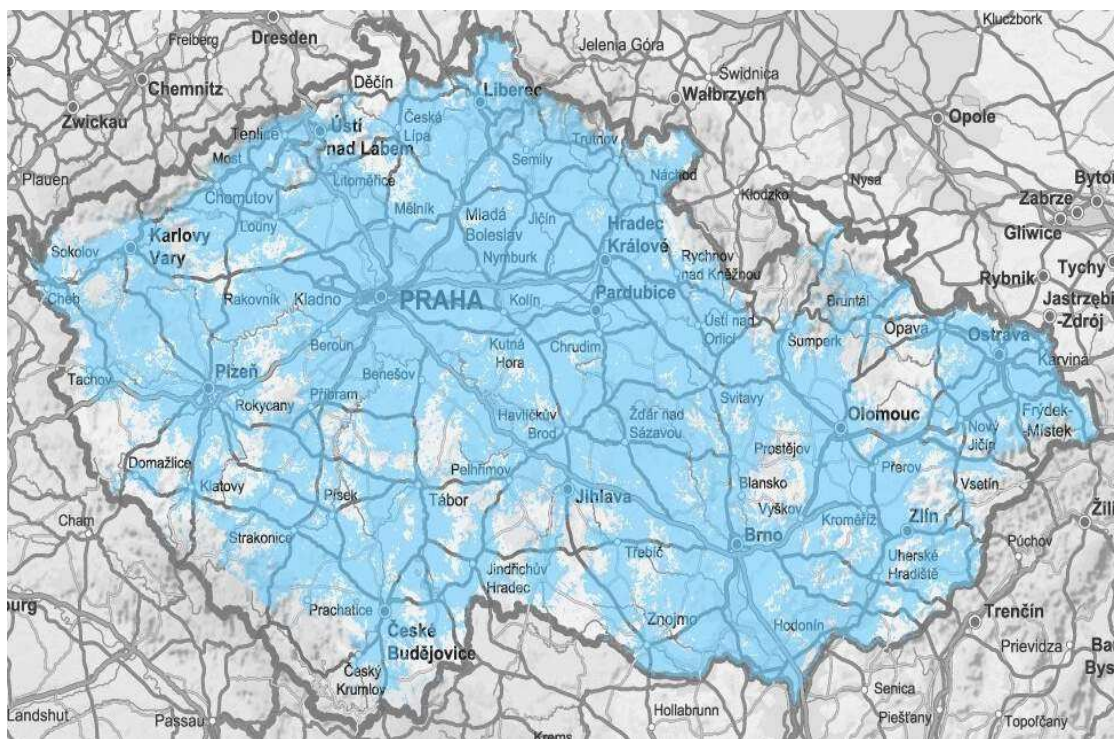 Kluczbork
Freiberg
Dresden
Jelenia Góra
Świdnica
Děčín
Chemnitz
Liberec
Wałbrzych
Zwickau
Teplice
Ústí
nad Labem
Česká
Lípa
Trutnov
Opole
Most
Semily
Plauen
Litoměřice
Náchod
Kłodzko
Nysa
Bytom
Chomutov
Mělník
Mladá
Boleslav
Jičín
Zabrze
Sokolov
Karlovy
Vary
Louny
Hradec
Králové
Gliwice
Nymburk
Rychnov
nad Kněžnou
Tychy
Rybnik
Cheb
Rakovník
Kladno
PRAHA
Kolín
Pardubice
Bruntál
Jastrzębi
-Zdrój
Beroun
Kutná
Hora
Chrudim
Ústí nad
Orlicí
Šumperk
Opava
Ostrava
Karviná
Tachov
Plzeň
Benešov
Rokycany
Příbram
Svitavy
Havlíčkův
Brod
Žďár nad
Sázavou
Olomouc
Nový
Jičín
Frýdek-
Místek
Domažlice
Prostějov
Klatovy
Pelhřimov
Přerov
Písek
Tábor
Jihlava
Blansko
Vsetín
Vyškov
Cham
Kroměříž
Zlín
Žili
Strakonice
Třebíč
Brno
Púchov
Jindřichův
Hradec
Uherské
Hradiště
urg
Prachatice
Znojmo
Hodonín
Trenčín
České
Budějovice
Prievidza
Ba
Bys
Český
Krumlov
Senica
Landshut
Passau
Hollabrunn
Piešťany
Topoľčany
Krems